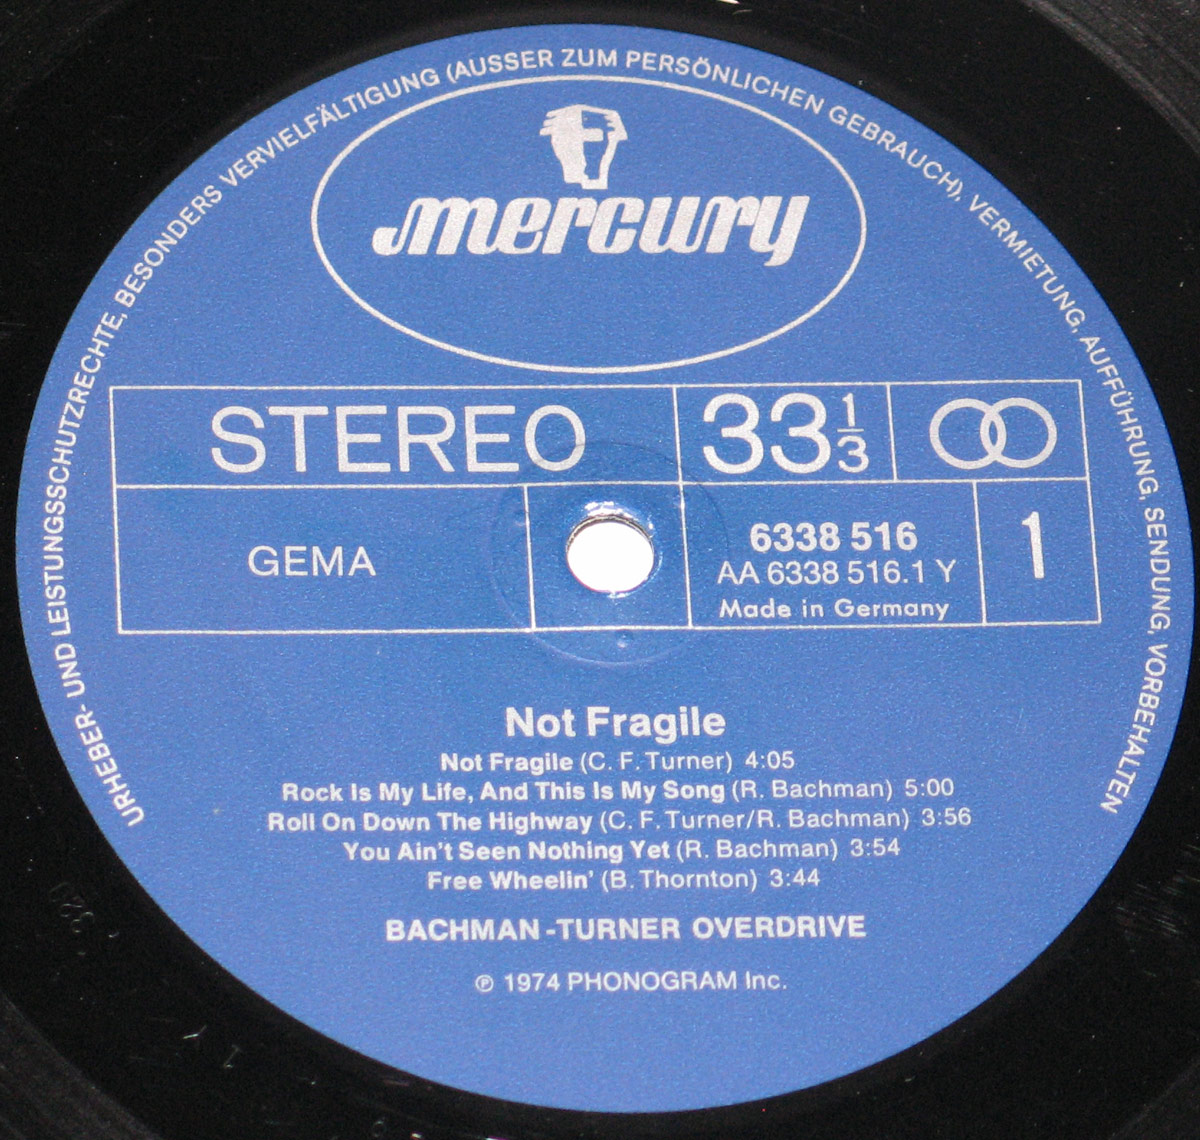 URHEBER- UND LEISTUNGSSCHUTZRECHTE, BESONDERS VERVIELFÄLTIGUNG (AUSSER ZUM PERSÖNLICHEN GEBRAUCH), VERMIETUNG, AUFFÜHRUNG, SENDUNG, VORBEHALTEN
mercury
STEREO 33 1/3
GEMA
6338 516
AA 6338 516.1 Y
Made in Germany
1
Not Fragile
Not Fragile (C. F. Turner) 4:05
Rock Is My Life, And This Is My Song (R. Bachman) 5:00
Roll On Down The Highway (C. F. Turner/R. Bachman) 3:56
You Ain't Seen Nothing Yet (R. Bachman) 3:54
Free Wheelin' (B. Thornton) 3:44
BACHMAN-TURNER OVERDRIVE
℗ 1974 PHONOGRAM Inc.